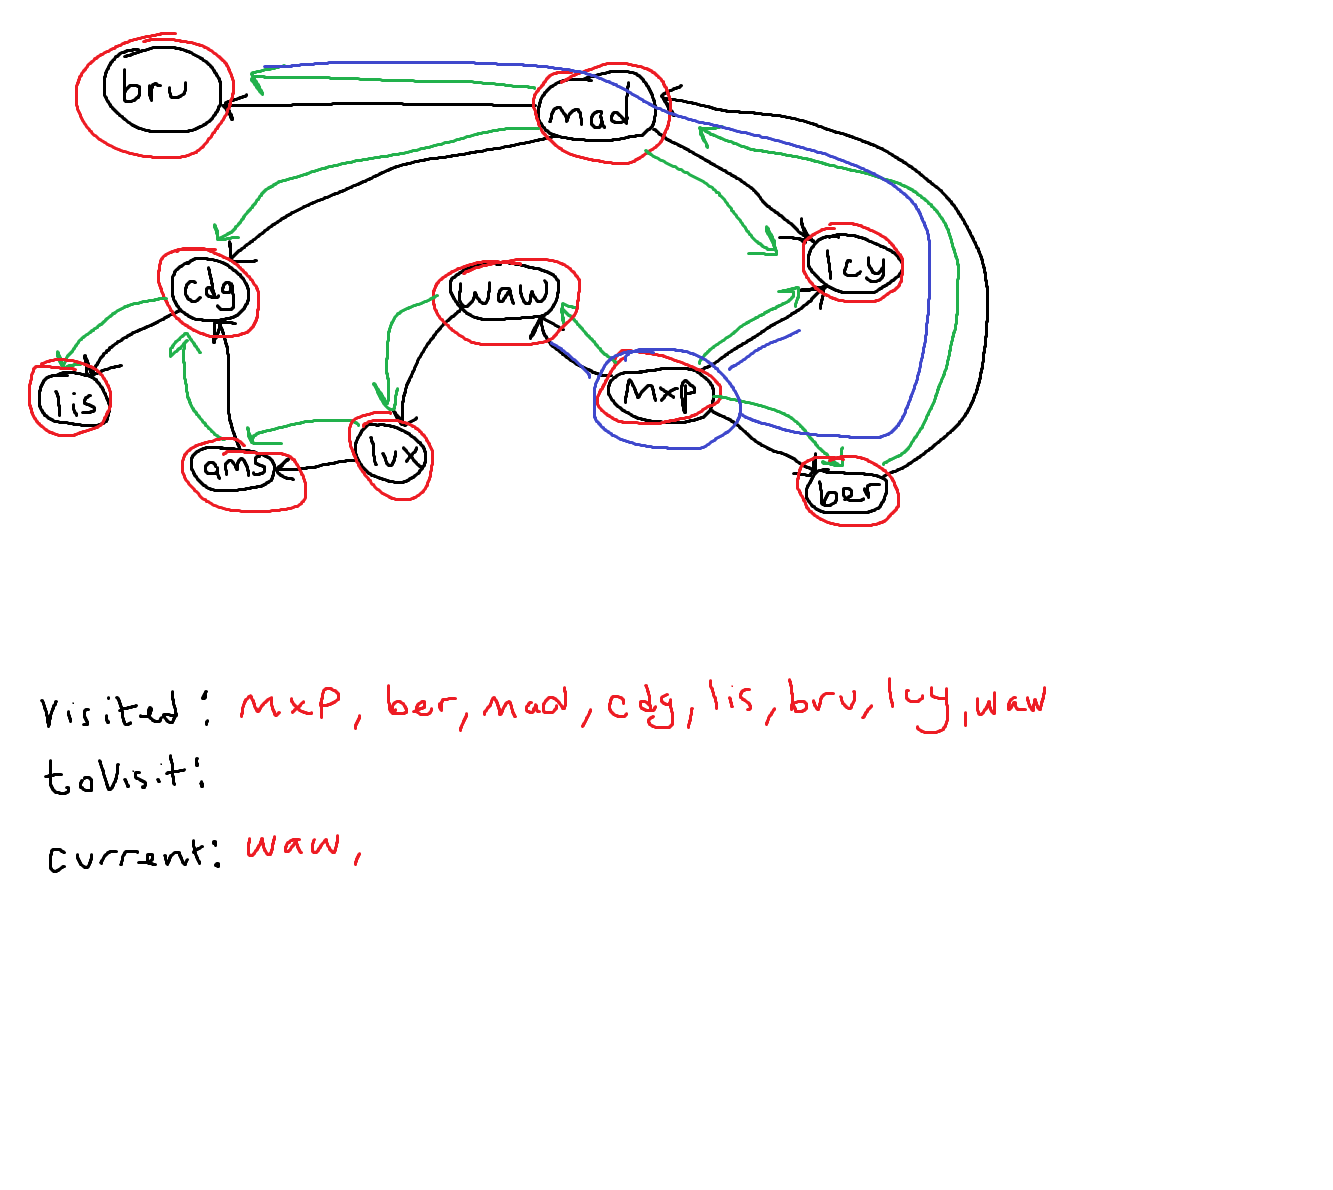 bru
mad
cdg
waw
lcy
lis
ams
lux
mxp
ber
visited: mxp, ber, mad, cdg, lis, bru, lcy, waw
toVisit:
current: waw,